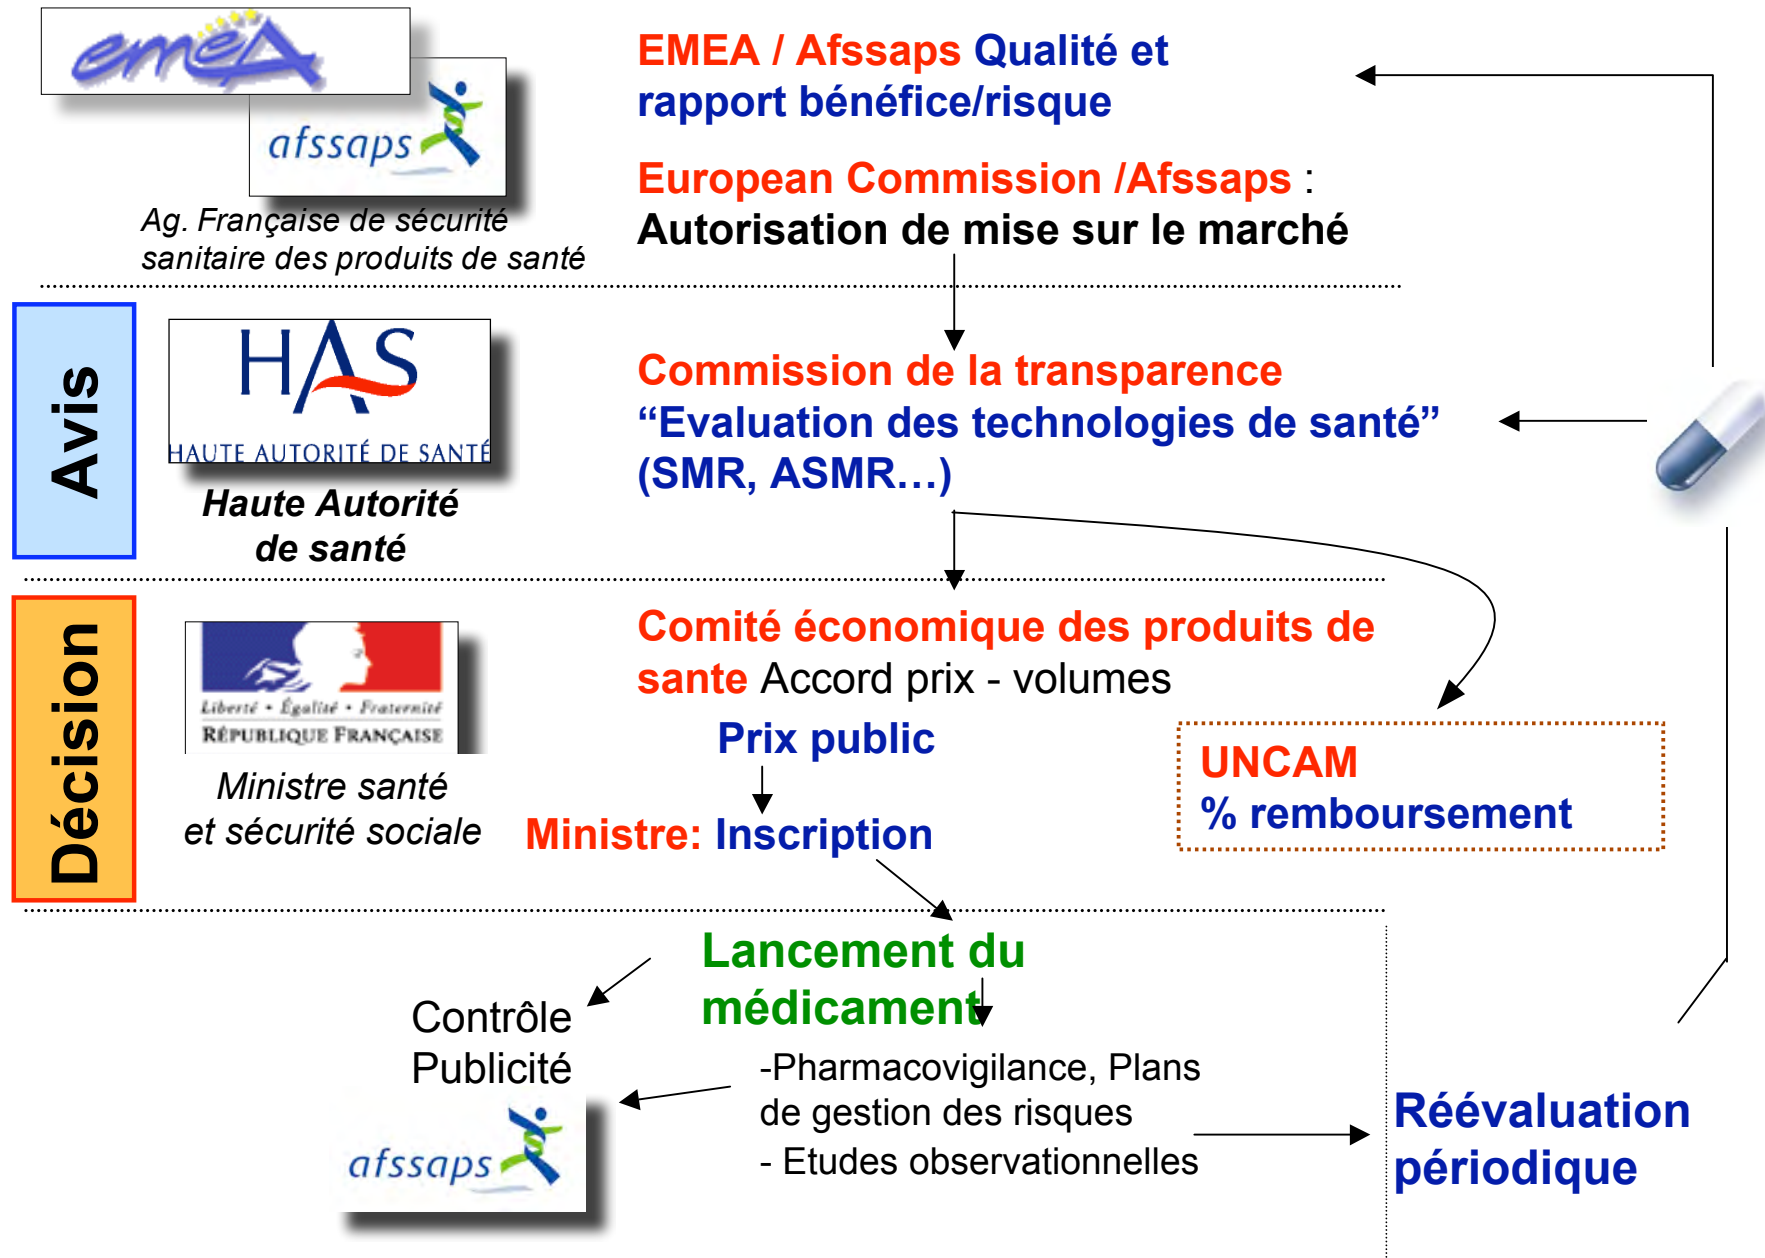 emeA
afssaps
Ag. Française de sécurité
sanitaire des produits de santé
EMEA / Afssaps Qualité et
rapport bénéfice/risque
European Commission /Afssaps :
Autorisation de mise sur le marché
Avis
HAS
HAUTE AUTORITÉ DE SANTÉ
Haute Autorité
de santé
Commission de la transparence
“Evaluation des technologies de santé”
(SMR, ASMR…)
Décision
Liberté • Égalité • Fraternité
RÉPUBLIQUE FRANÇAISE
Ministre santé
et sécurité sociale
Comité économique des produits de
sante Accord prix - volumes
Prix public
Ministre: Inscription
UNCAM
% remboursement
Lancement du
médicament
Contrôle
Publicité
afssaps
-Pharmacovigilance, Plans
de gestion des risques
- Etudes observationnelles
Réévaluation
périodique